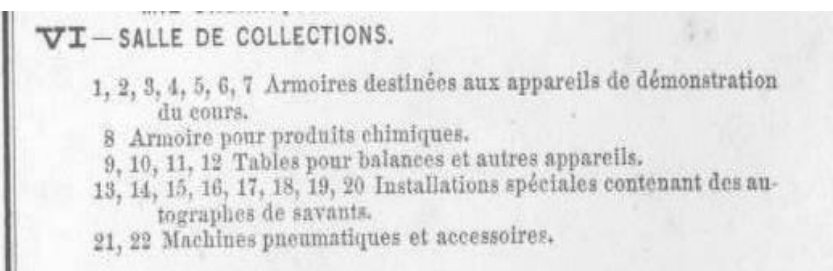 VI—SALLE DE COLLECTIONS.
1, 2, 3, 4, 5, 6, 7 Armoires destinées aux appareils de démonstration
du cours.
8 Armoire pour produits chimiques.
9, 10, 11, 12 Tables pour balances et autres appareils.
13, 14, 15, 16, 17, 18, 19, 20 Installations spéciales contenant des au-
tographes de savants.
21, 22 Machines pneumatiques et accessoires.